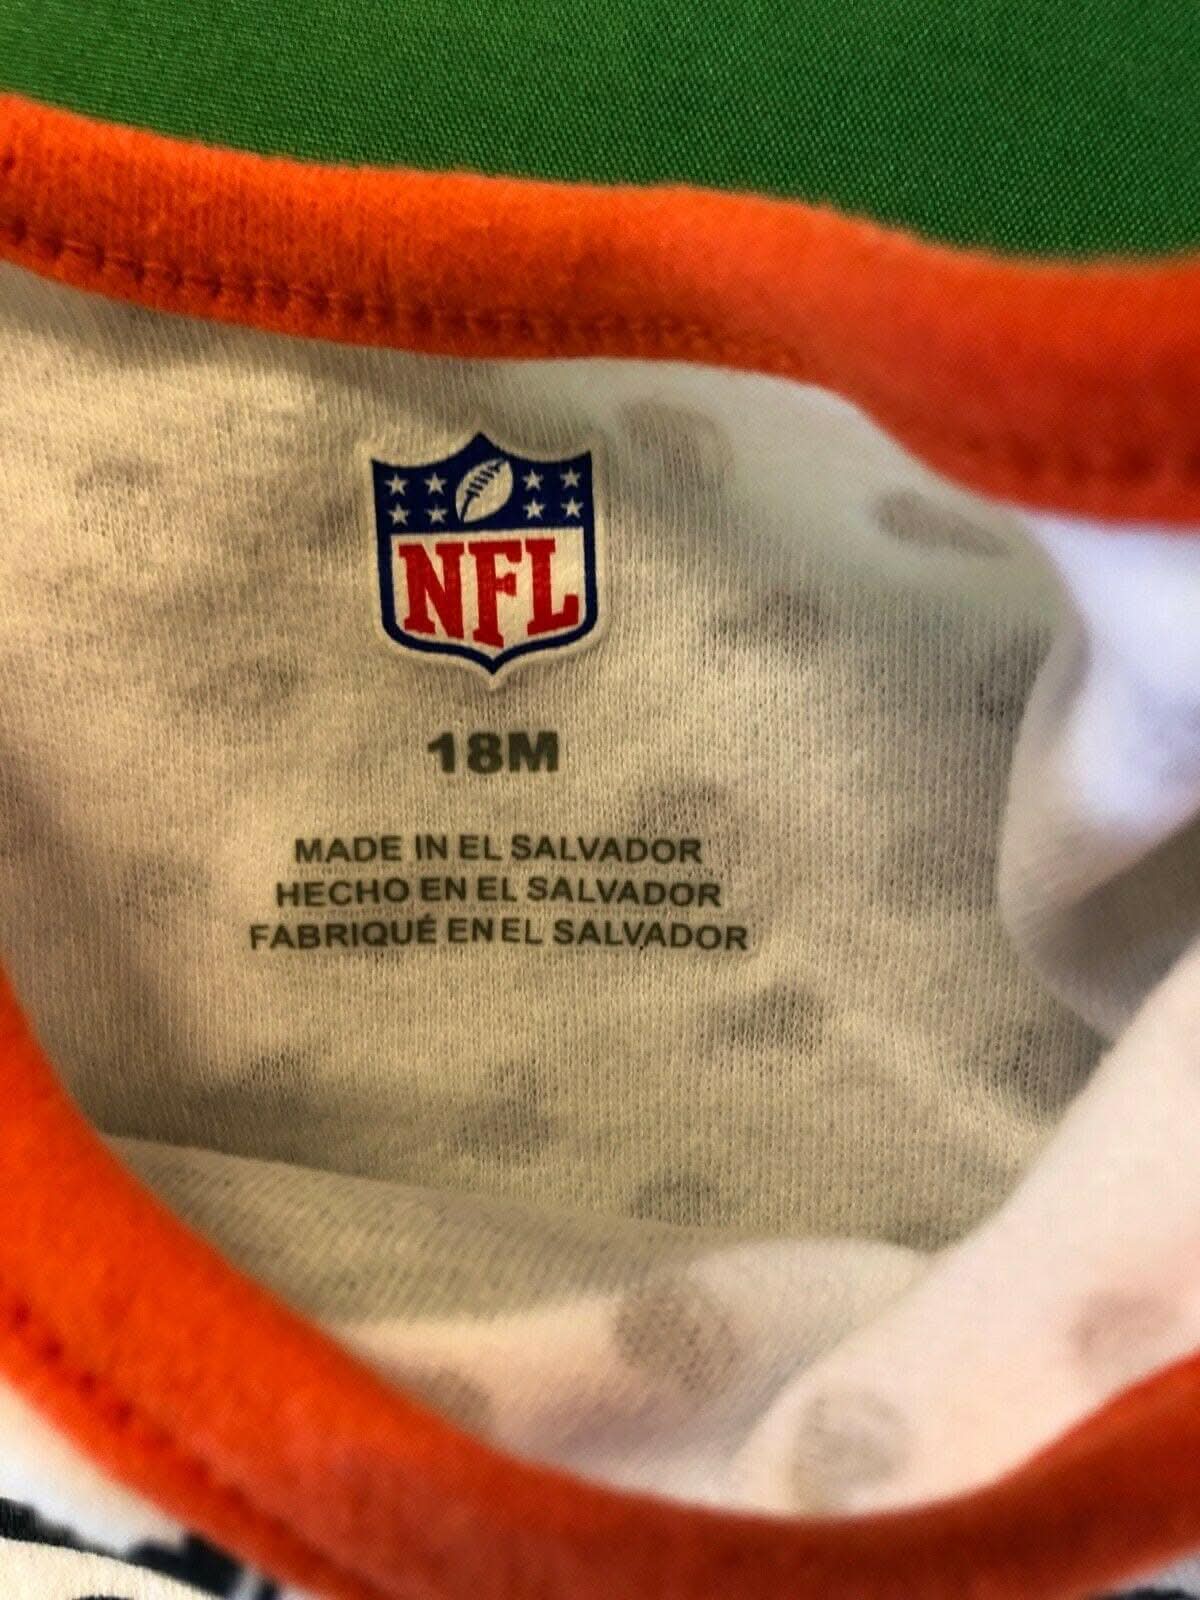 NFL
18M
MADE IN EL SALVADOR
HECHO EN EL SALVADOR
FABRIQUÉ EN EL SALVADOR